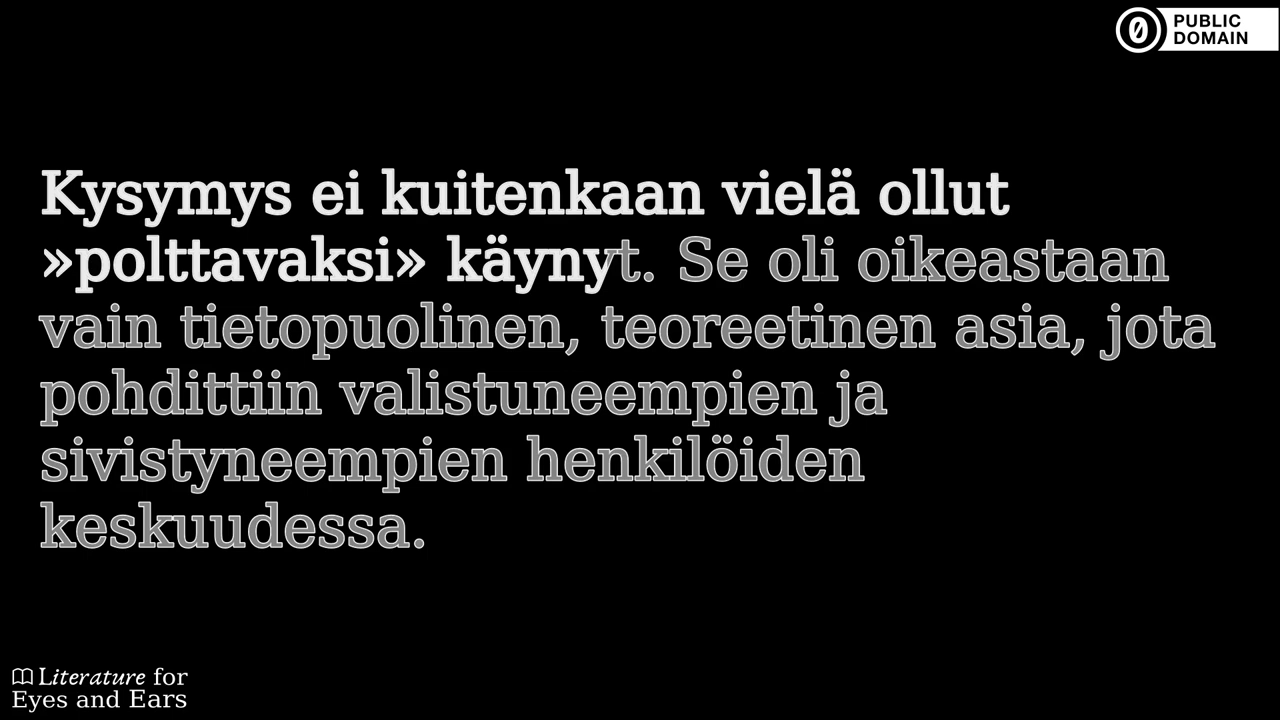 PUBLIC
DOMAIN
Kysymys ei kuitenkaan vielä ollut
»polttavaksi» käynyt. Se oli oikeastaan
vain tietopuolinen, teoreetinen asia, jota
pohdittiin valistuneempien ja
sivistyneempien henkilöiden
keskuudessa.
Literature for
Eyes and Ears